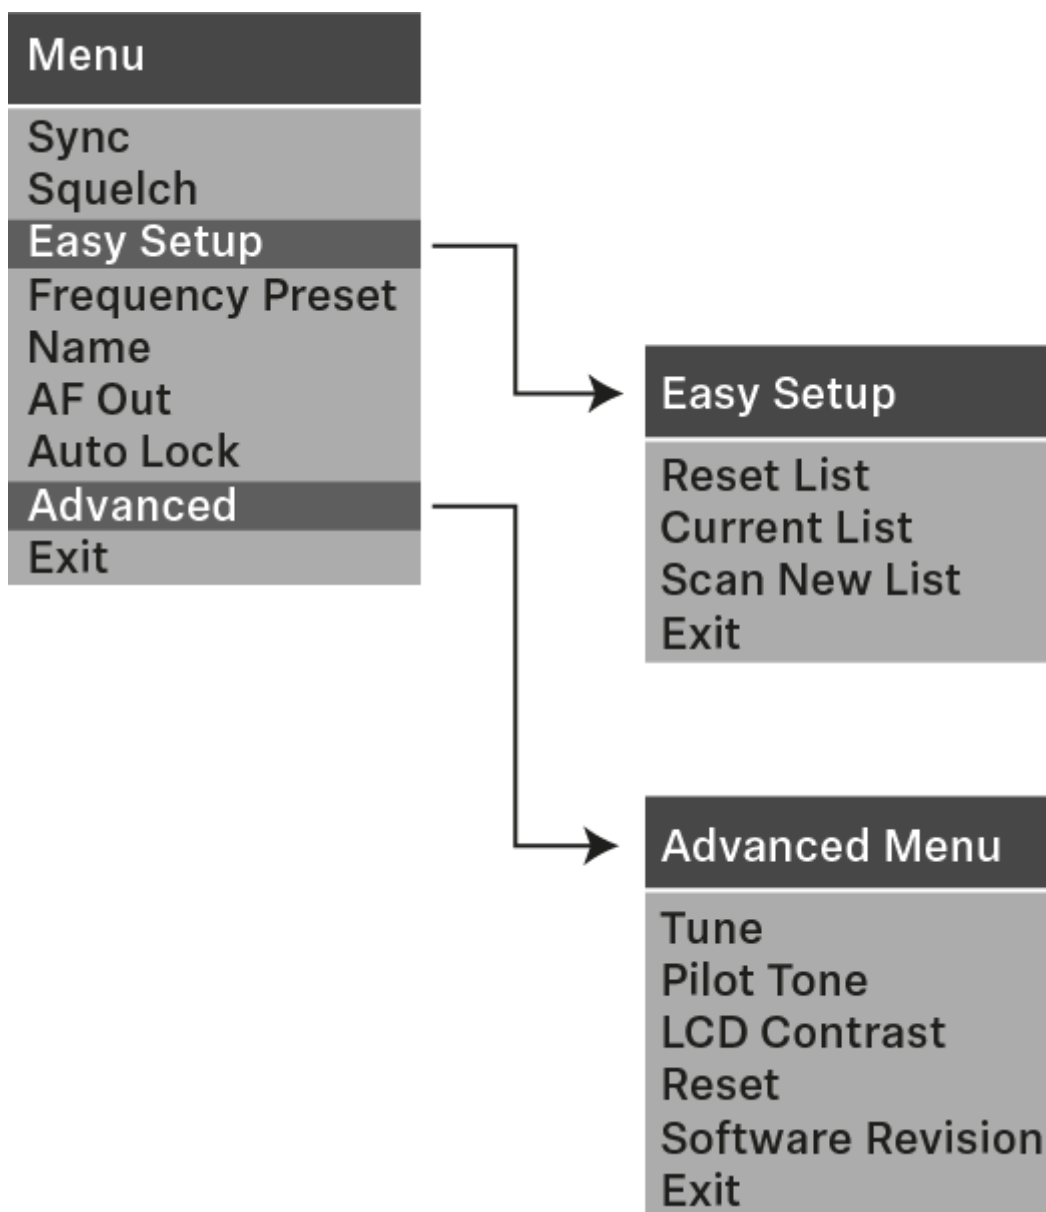 Menu
Sync
Squelch
Easy Setup
Frequency Preset
Name
AF Out
Auto Lock
Advanced
Exit
Easy Setup
Reset List
Current List
Scan New List
Exit
Advanced Menu
Tune
Pilot Tone
LCD Contrast
Reset
Software Revision
Exit